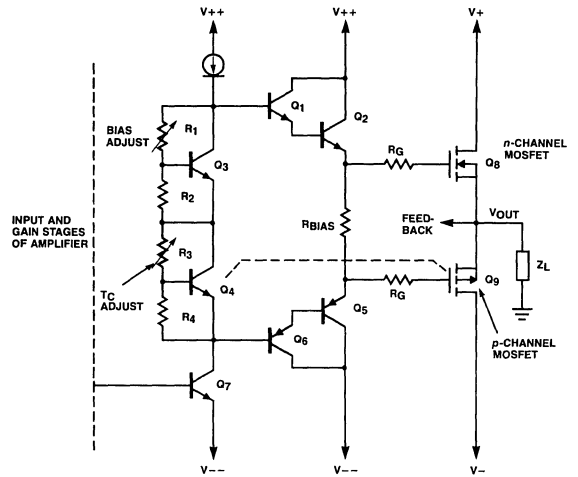 V++
V++
V+
Q1
Q2
BIAS
ADJUST
R1
Q3
RG
n-CHANNEL
MOSFET
Q8
R2
INPUT AND
GAIN STAGES
OF AMPLIFIER
RBIAS
FEED-
BACK
VOUT
R3
TC
ADJUST
Q4
Q9
ZL
RG
R4
Q5
Q6
p-CHANNEL
MOSFET
Q7
V--
V--
V-